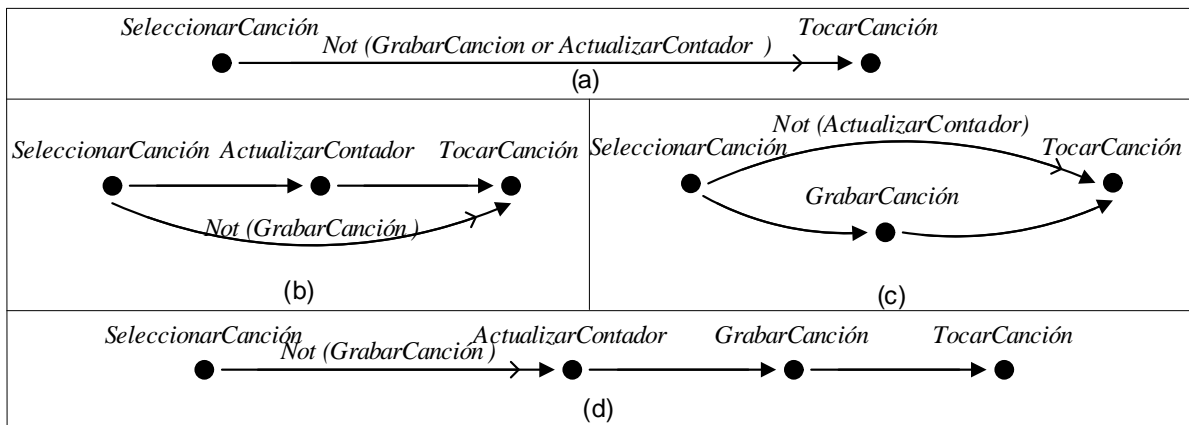 SeleccionarCanción TocarCanción
Not (GrabarCancion or ActualizarContador )
(a)
SeleccionarCanción ActualizarContador TocarCanción
Not (GrabarCanción )
(b)
Not (ActualizarContador)
SeleccionarCanción TocarCanción
GrabarCanción
(c)
SeleccionarCanción ActualizarContador GrabarCanción TocarCanción
Not (GrabarCanción )
(d)